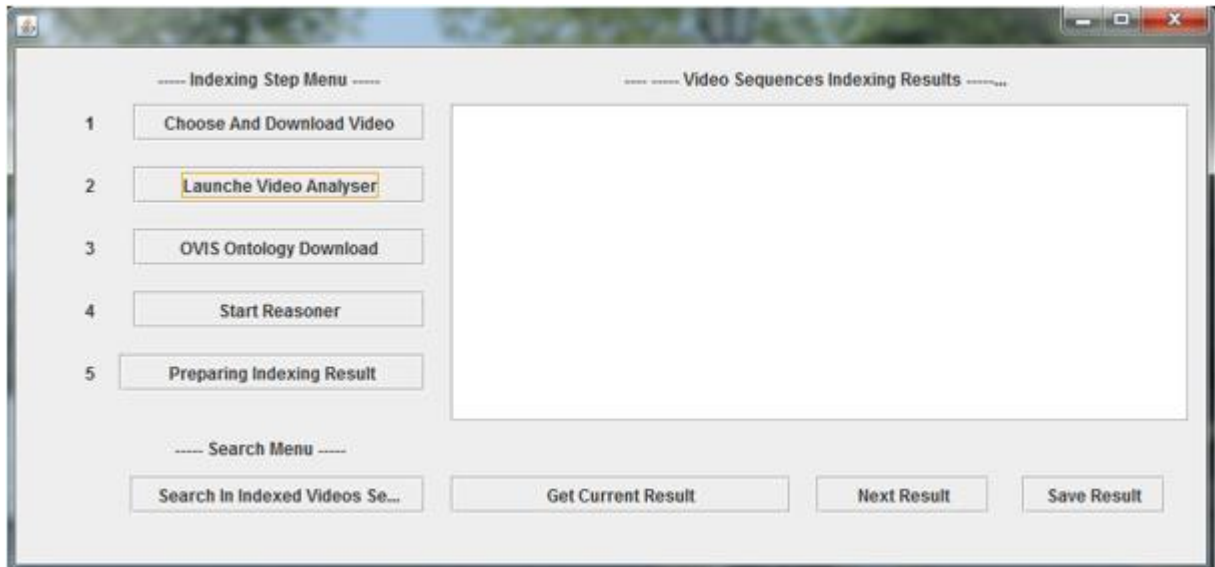 ----- Indexing Step Menu -----
---- ----- Video Sequences Indexing Results -----...
1 Choose And Download Video
2 Launche Video Analyser
3 OVIS Ontology Download
4 Start Reasoner
5 Preparing Indexing Result
----- Search Menu -----
Search In Indexed Videos Se... Get Current Result Next Result Save Result